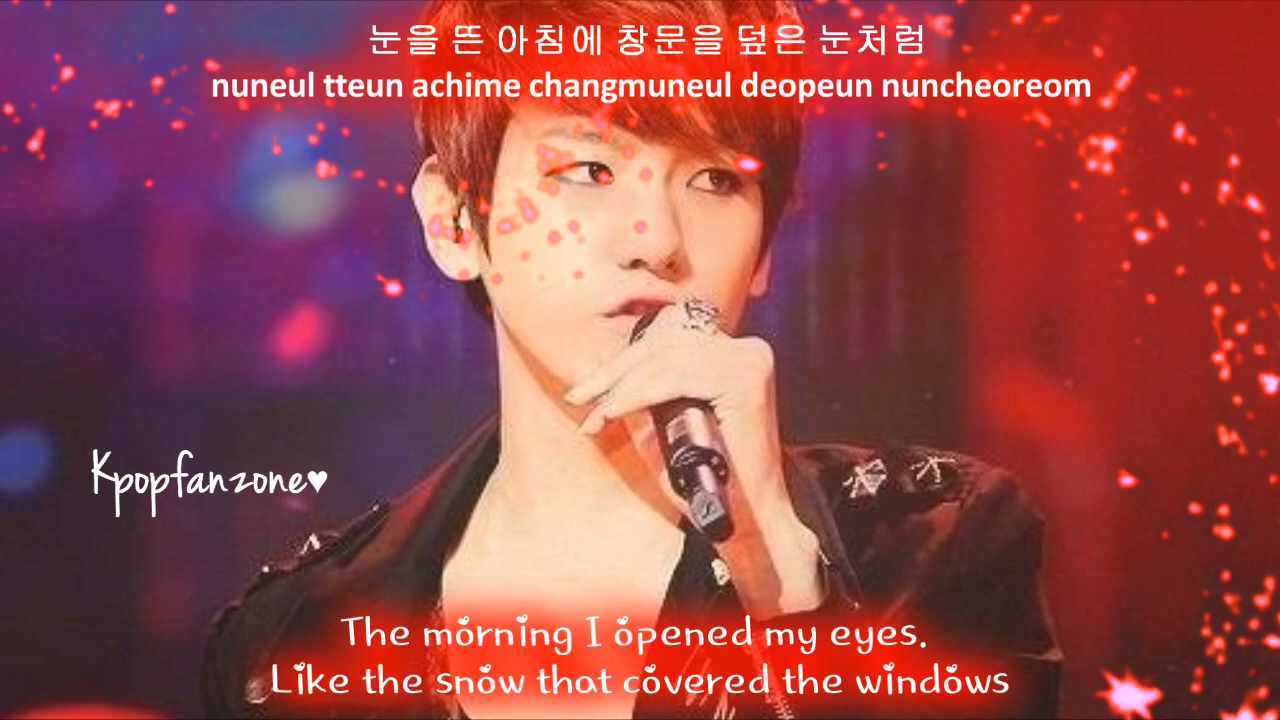 눈을 뜬 아침에 창문을 덮은 눈처럼
nuneul tteun achime changmuneul deopeun nuncheoreom
Kpopfanzone♥
The morning I opened my eyes.
Like the snow that covered the windows